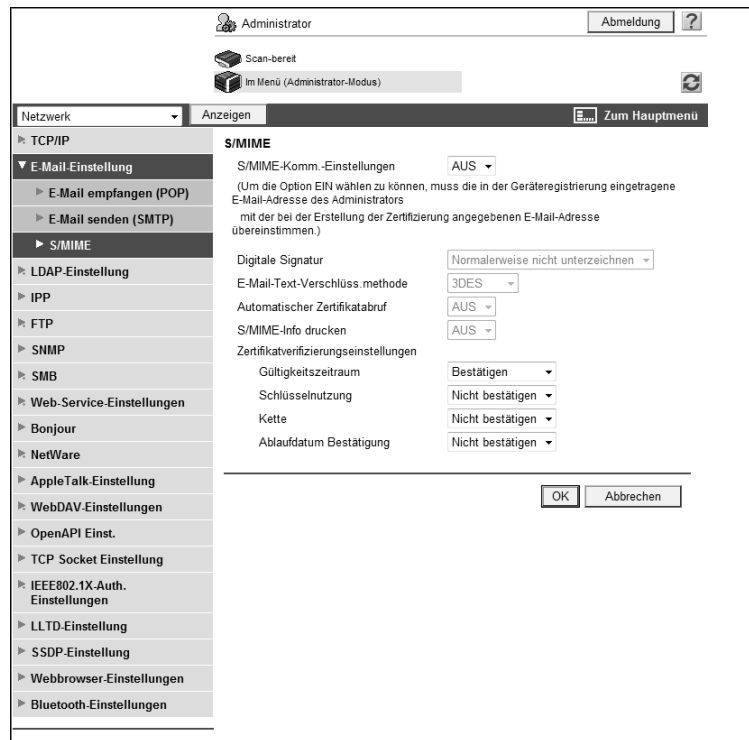 Administrator
Abmeldung
?
Scan-bereit
Im Menü (Administrator-Modus)
Netzwerk
Anzeigen
Zum Hauptmenü
TCP/IP
E-Mail-Einstellung
E-Mail empfangen (POP)
E-Mail senden (SMTP)
S/MIME
LDAP-Einstellung
IPP
FTP
SNMP
SMB
Web-Service-Einstellungen
Bonjour
NetWare
AppleTalk-Einstellung
WebDAV-Einstellungen
OpenAPI Einst.
TCP Socket Einstellung
IEEE802.1X-Auth.
Einstellungen
LLTD-Einstellung
SSDP-Einstellung
Webbrowser-Einstellungen
Bluetooth-Einstellungen
S/MIME
S/MIME-Komm.-Einstellungen AUS
(Um die Option EIN wählen zu können, muss die in der Geräteregistrierung eingetragene
E-Mail-Adresse des Administrators
mit der bei der Erstellung der Zertifizierung angegebenen E-Mail-Adresse
übereinstimmen.)
Digitale Signatur Normalerweise nicht unterzeichnen
E-Mail-Text-Verschlüss.methode 3DES
Automatischer Zertifikatabruf AUS
S/MIME-Info drucken AUS
Zertifikatverifizierungseinstellungen
Gültigkeitszeitraum Bestätigen
Schlüsselnutzung Nicht bestätigen
Kette Nicht bestätigen
Ablaufdatum Bestätigung Nicht bestätigen
OK Abbrechen